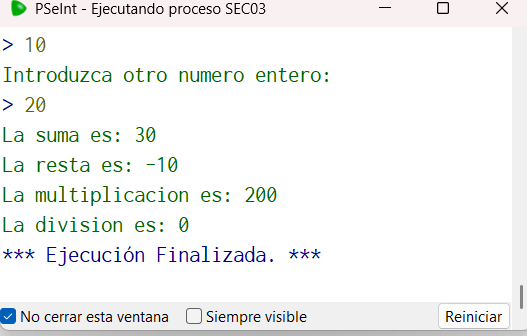 PSeInt - Ejecutando proceso SEC03
> 10
Introduzca otro numero entero:
> 20
La suma es: 30
La resta es: -10
La multiplicacion es: 200
La division es: 0
*** Ejecución Finalizada. ***
No cerrar esta ventana Siempre visible Reiniciar